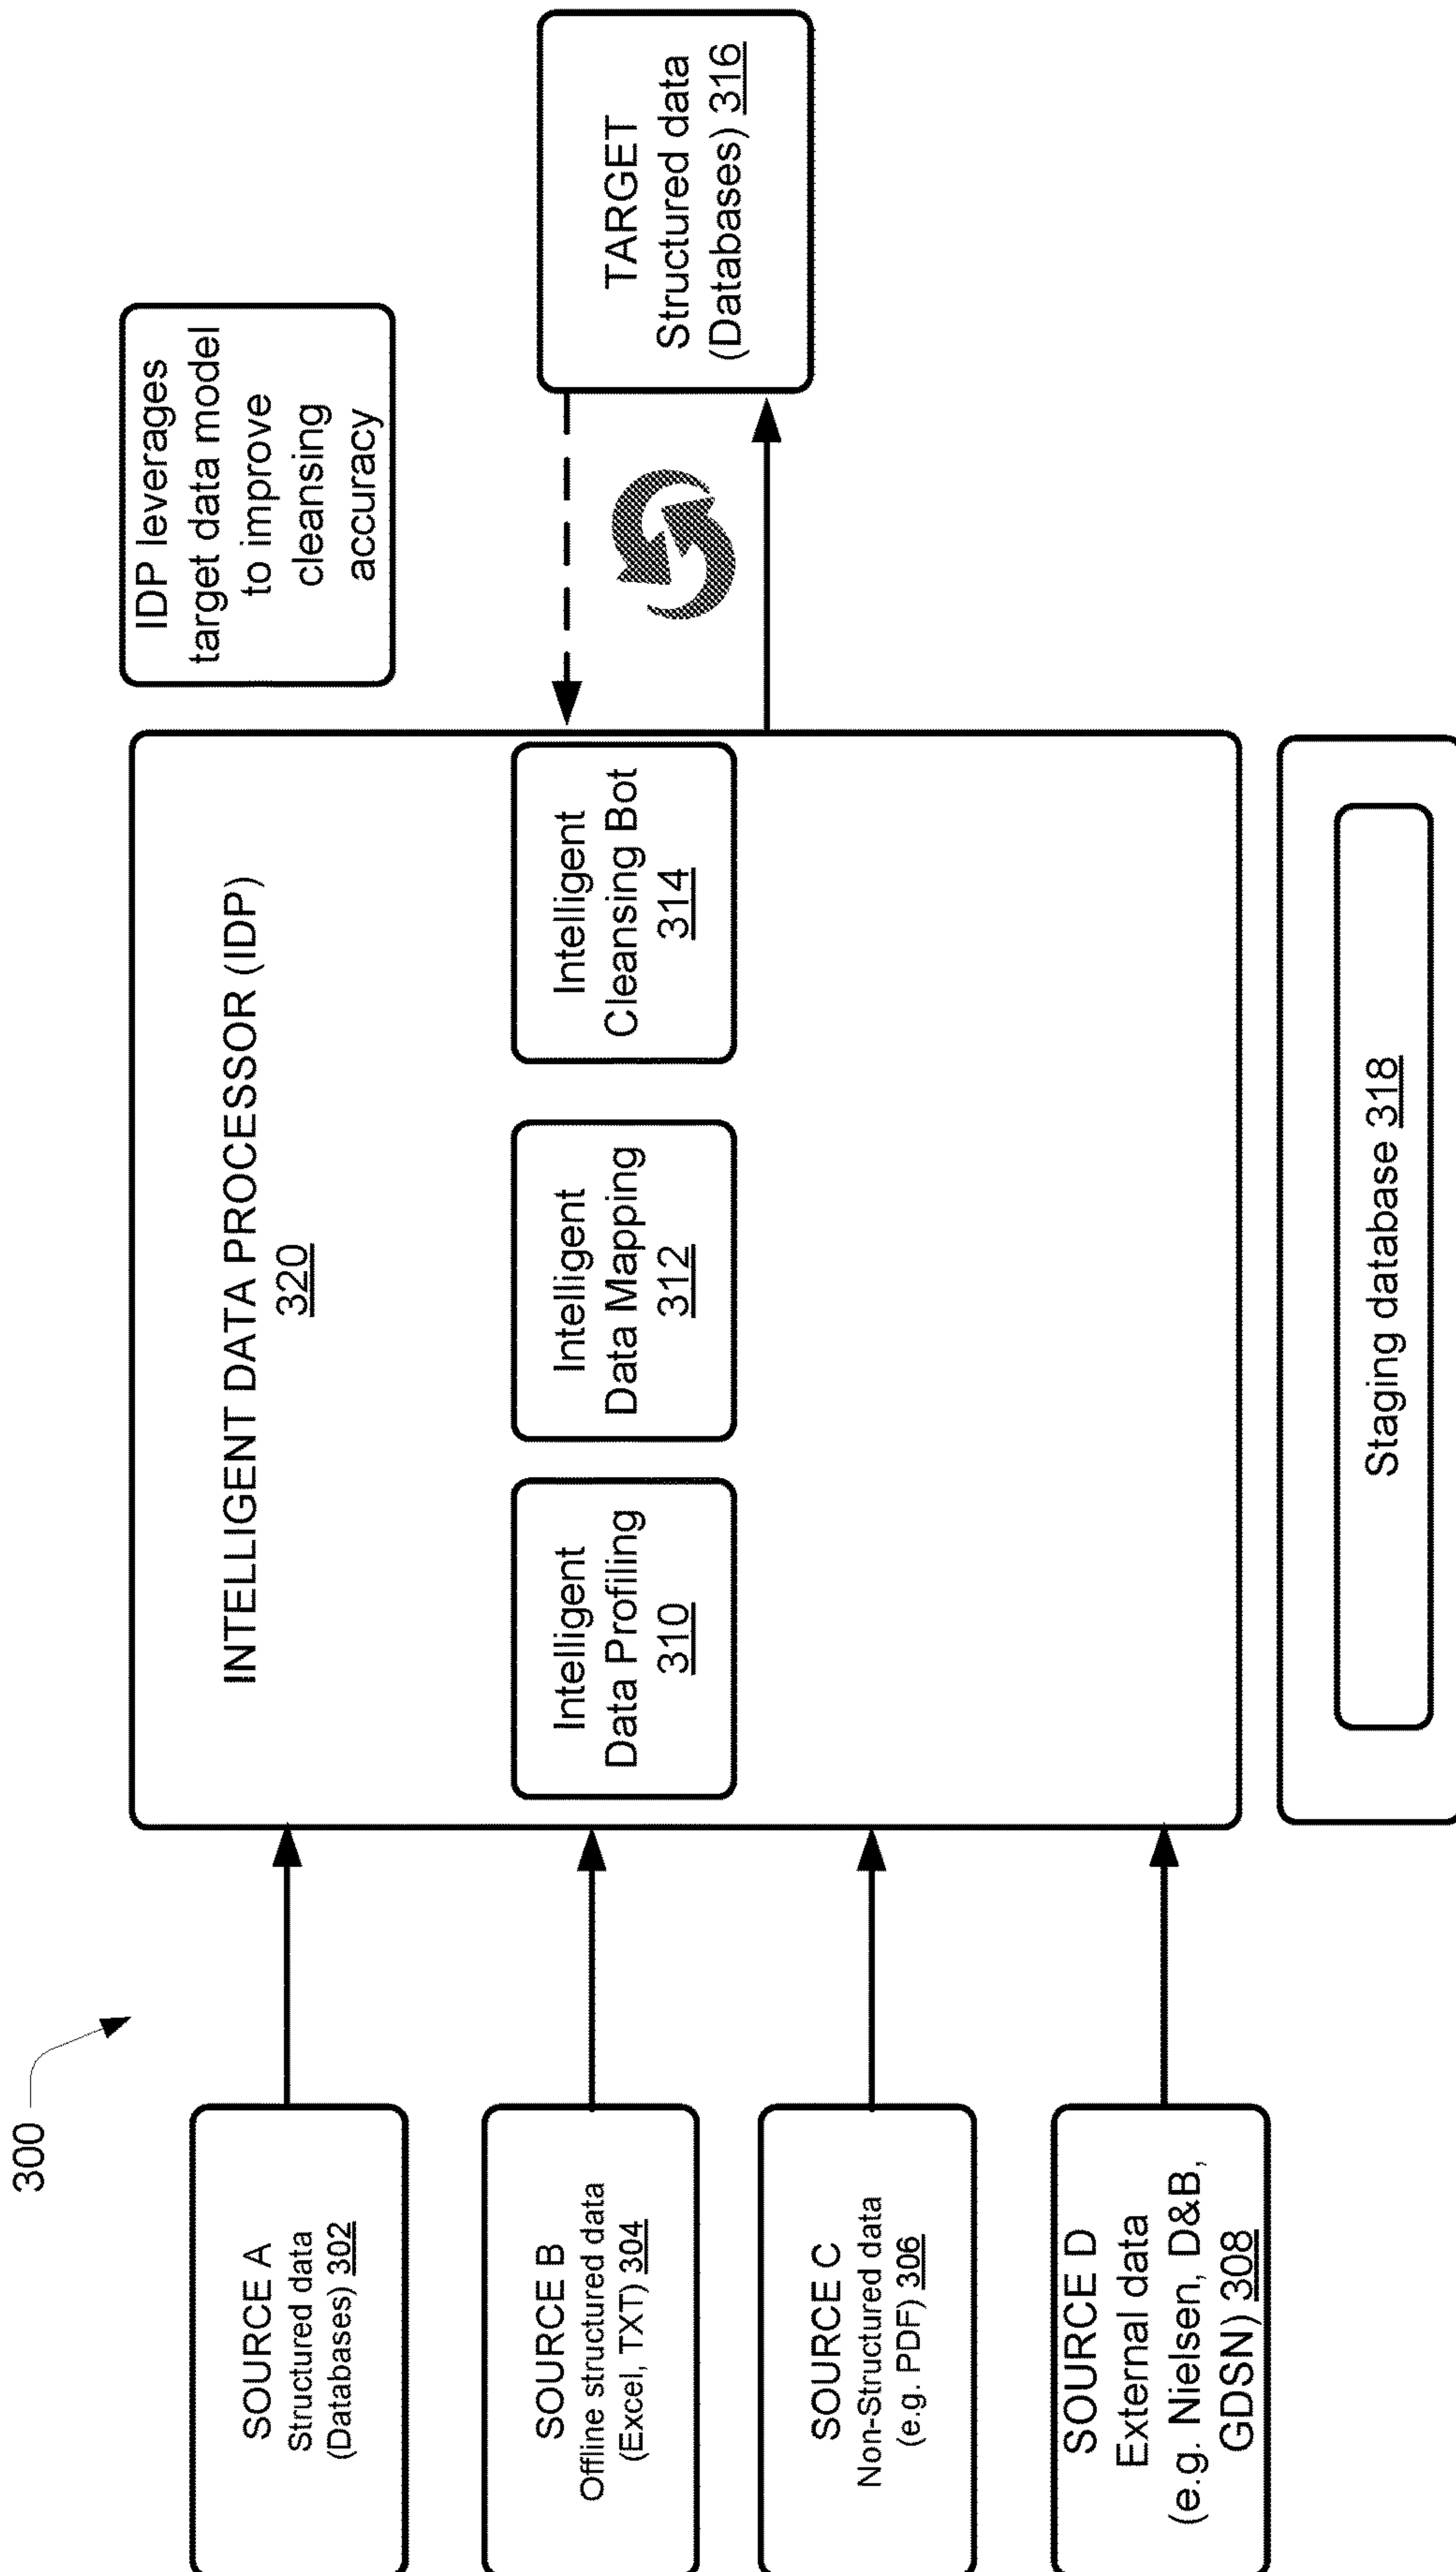 300
SOURCE A
Structured data
(Databases) 302
SOURCE B
Offline structured data
(Excel, TXT) 304
SOURCE C
Non-Structured data
(e.g. PDF) 306
SOURCE D
External data
(e.g. Nielsen, D&B,
GDSN) 308
INTELLIGENT DATA PROCESSOR (IDP)
320
Intelligent
Data Profiling
310
Intelligent
Data Mapping
312
Intelligent
Cleansing Bot
314
Staging database 318
IDP leverages
target data model
to improve
cleansing
accuracy
TARGET
Structured data
(Databases) 316